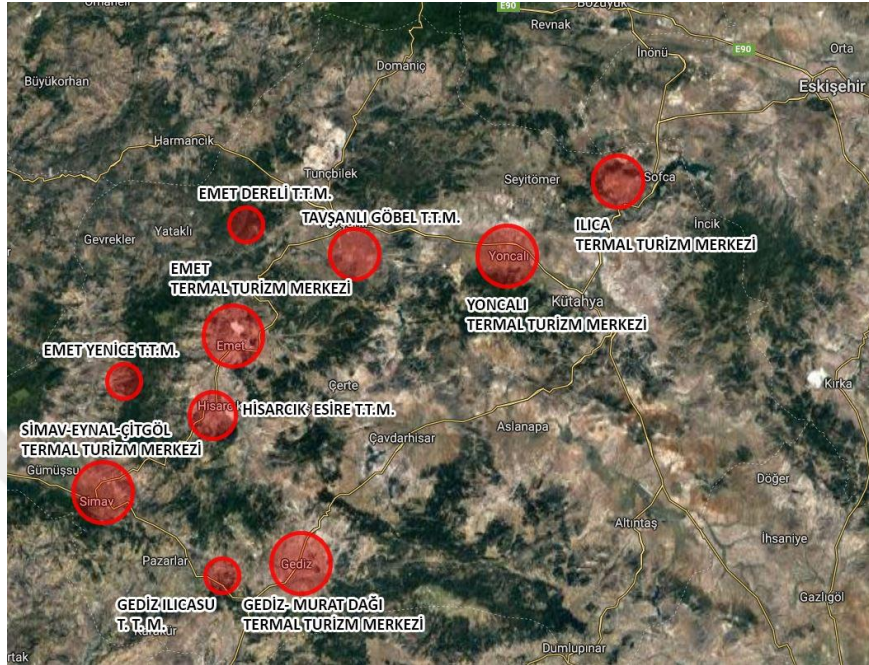 Bozüyük
E90
Revnak
İnönü
E90
Orta
Domaniç
Büyükorhan
Eskişehir
Harmancık
Tunçbilek
Seyitömer
Sofca
EMET DERELİ T.T.M.
TAVŞANLI GÖBEL T.T.M.
Gevrekler
Yataklı
ILICA
TERMAL TURİZM MERKEZİ
İncik
Yoncalı
EMET
TERMAL TURİZM MERKEZİ
YONCALI
TERMAL TURİZM MERKEZİ
Kütahya
Emet
EMET YENİCE T.T.M.
Çerte
Kırka
Hisarcık
HİSARCIK- ESİRE T.T.M.
SİMAV-EYNAL-ÇİTGÖL
TERMAL TURİZM MERKEZİ
Çavdarhisar
Aslanapa
Gümüşsu
Simav
Döğer
Altıntaş
İhsaniye
Pazarlar
Gediz
GEDİZ ILICASU
T. T. M.
GEDİZ- MURAT DAĞI
TERMAL TURİZM MERKEZİ
Gazlıgöl
Dumlupınar